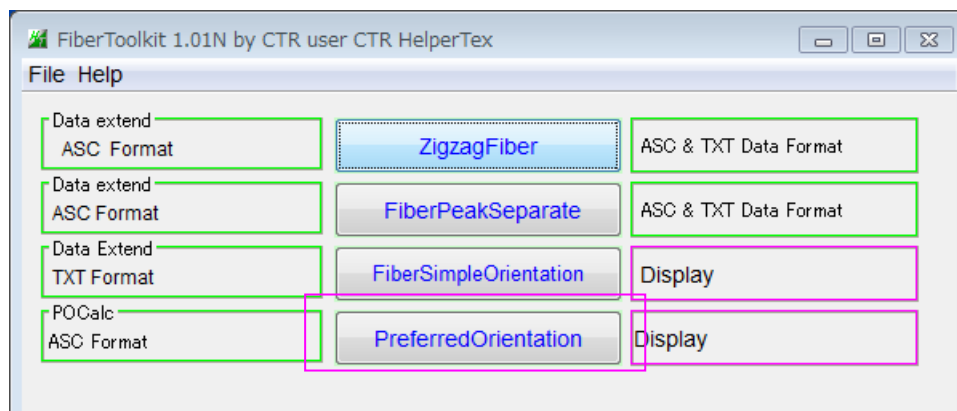 FiberToolkit 1.01N by CTR user CTR HelperTex
File Help
Data extend
ASC Format
ZigzagFiber
ASC & TXT Data Format
Data extend
ASC Format
FiberPeakSeparate
ASC & TXT Data Format
Data Extend
TXT Format
FiberSimpleOrientation
Display
POCalc
ASC Format
PreferredOrientation
Display